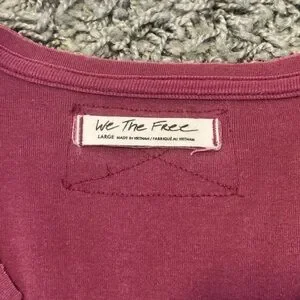 We The Free
LARGE MADE IN VIETNAM / FABRIQUÉ AU VIETNAM